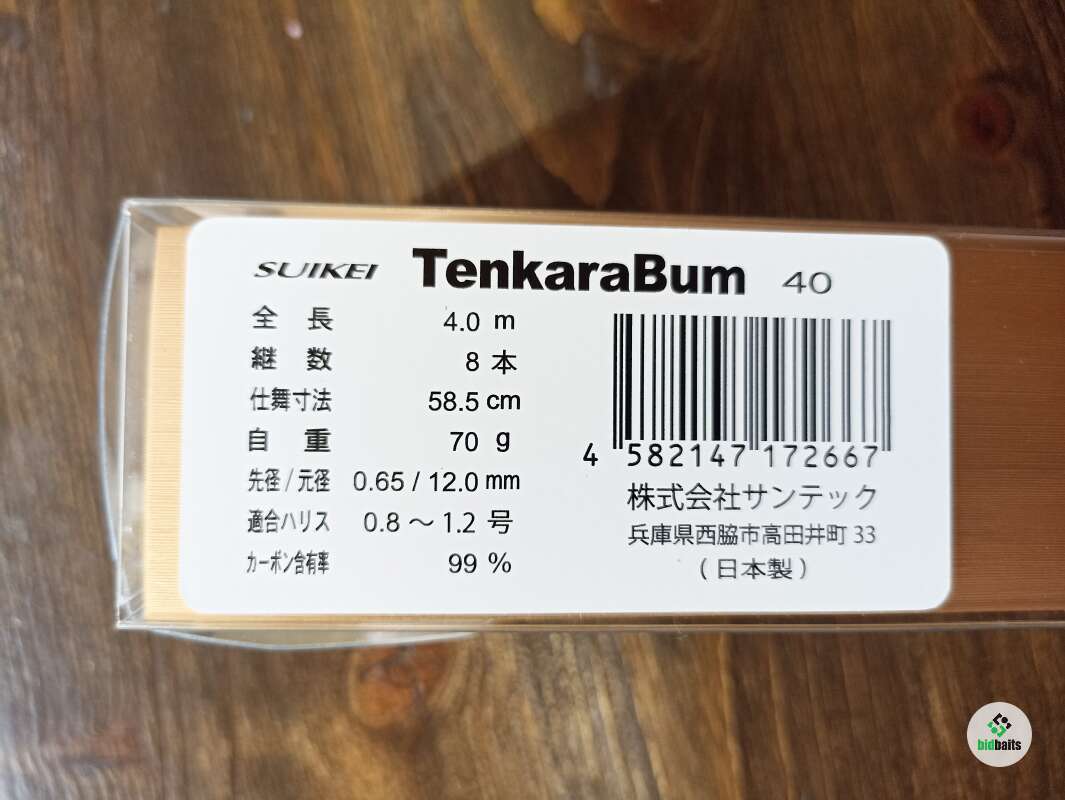 SUIKEI TenkaraBum 40
全 長 4.0 m
継 数 8 本
仕舞寸法 58.5 cm
自 重 70 g
先径/元径 0.65 / 12.0 mm
適合ハリス 0.8 ～ 1.2 号
カーボン含有率 99 %
4 582147 172667
株式会社サンテック
兵庫県西脇市高田井町 33
(日本製)
bidbaits